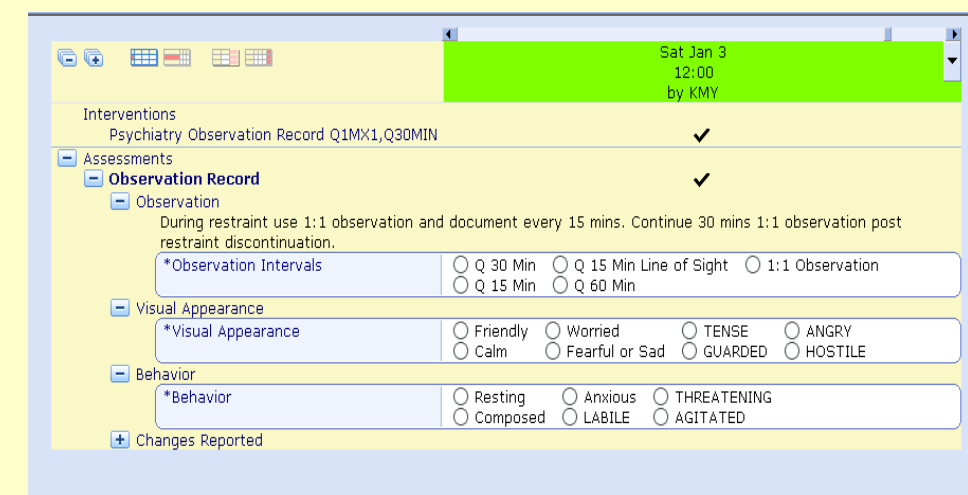 Sat Jan 3
12:00
by KMY
Interventions
Psychiatry Observation Record Q1MX1,Q30MIN
Assessments
Observation Record
Observation
During restraint use 1:1 observation and document every 15 mins. Continue 30 mins 1:1 observation post
restraint discontinuation.
*Observation Intervals
Q 30 Min Q 15 Min Line of Sight 1:1 Observation
Q 15 Min Q 60 Min
Visual Appearance
*Visual Appearance
Friendly Worried TENSE ANGRY
Calm Fearful or Sad GUARDED HOSTILE
Behavior
*Behavior
Resting Anxious THREATENING
Composed LABILE AGITATED
Changes Reported